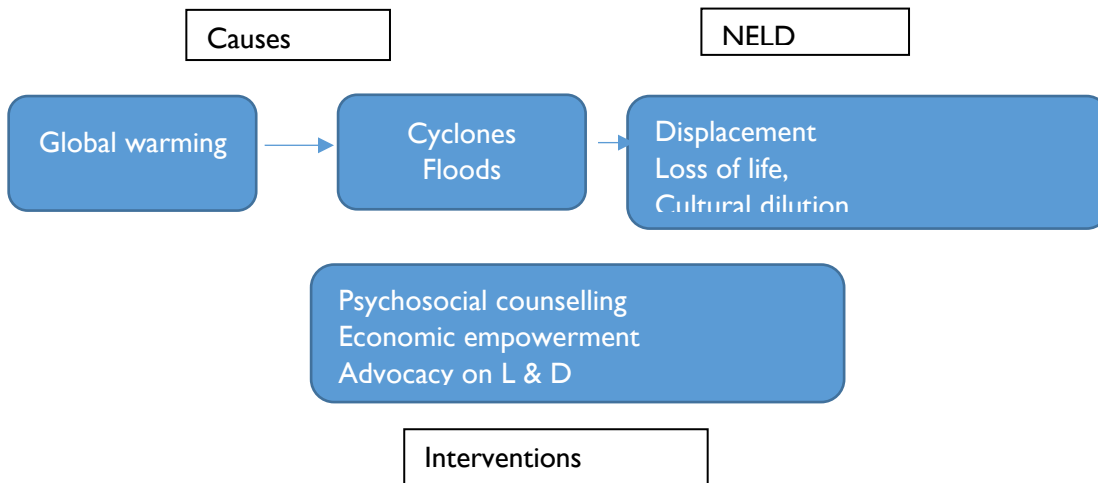 Causes
NELD
Global warming
Cyclones
Floods
Displacement
Loss of life,
Cultural dilution
Psychosocial counselling
Economic empowerment
Advocacy on L & D
Interventions